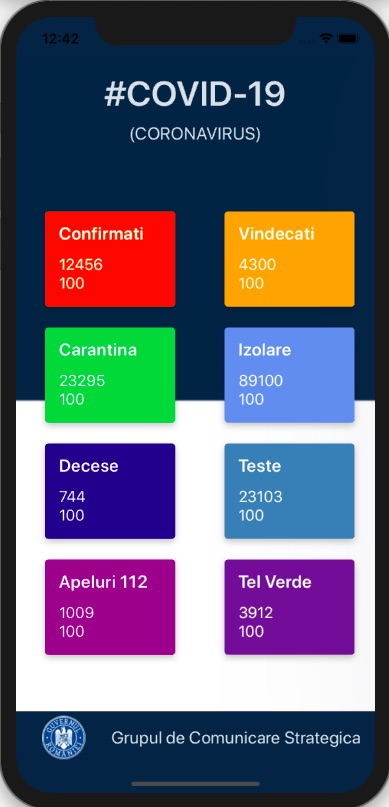 12:42
#COVID-19
(CORONAVIRUS)
Confirmati
12456
100
Vindecati
4300
100
Carantina
23295
100
Izolare
89100
100
Decese
744
100
Teste
23103
100
Apeluri 112
1009
100
Tel Verde
3912
100
GUVERNUL ROMÂNIEI
Grupul de Comunicare Strategica